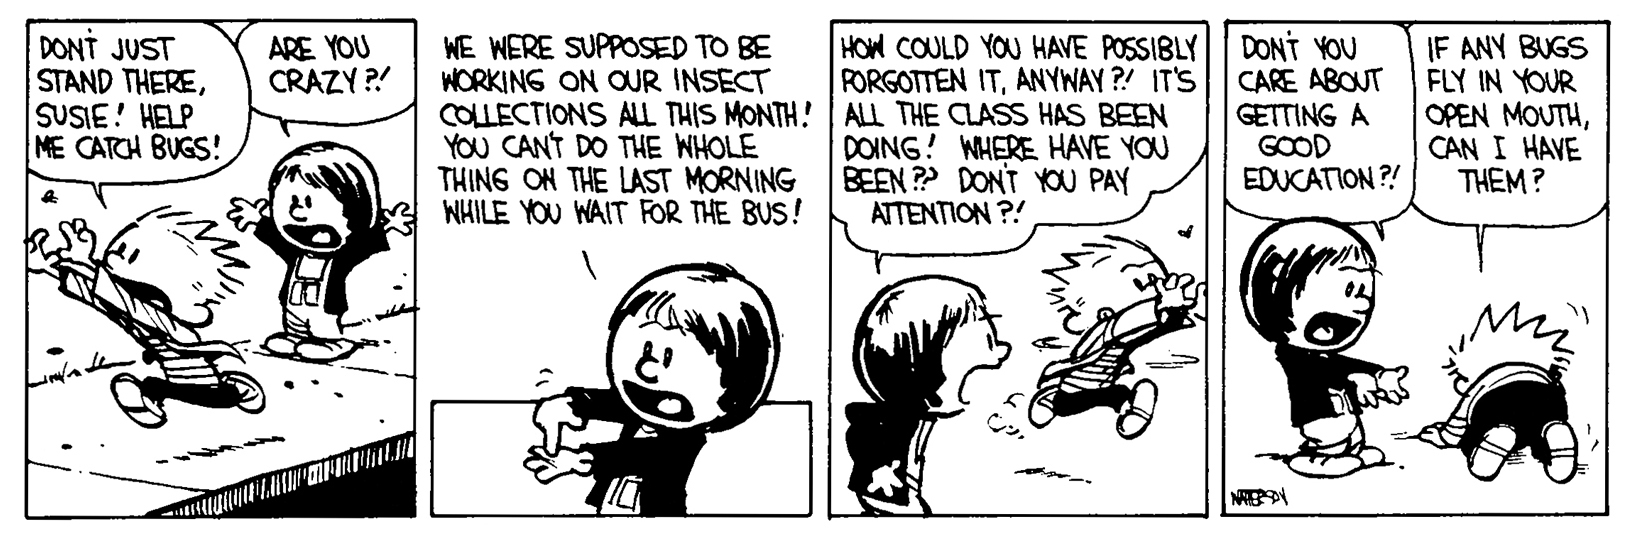 DON'T JUST
STAND THERE,
SUSIE! HELP
ME CATCH BUGS!
ARE YOU
CRAZY?!
WE WERE SUPPOSED TO BE
WORKING ON OUR INSECT
COLLECTIONS ALL THIS MONTH!
YOU CAN'T DO THE WHOLE
THING ON THE LAST MORNING
WHILE YOU WAIT FOR THE BUS!
HOW COULD YOU HAVE POSSIBLY
FORGOTTEN IT, ANYWAY?! IT'S
ALL THE CLASS HAS BEEN
DOING! WHERE HAVE YOU
BEEN?? DON'T YOU PAY
ATTENTION?!
DON'T YOU
CARE ABOUT
GETTING A
GOOD
EDUCATION?!
IF ANY BUGS
FLY IN YOUR
OPEN MOUTH,
CAN I HAVE
THEM?
WATTERSON